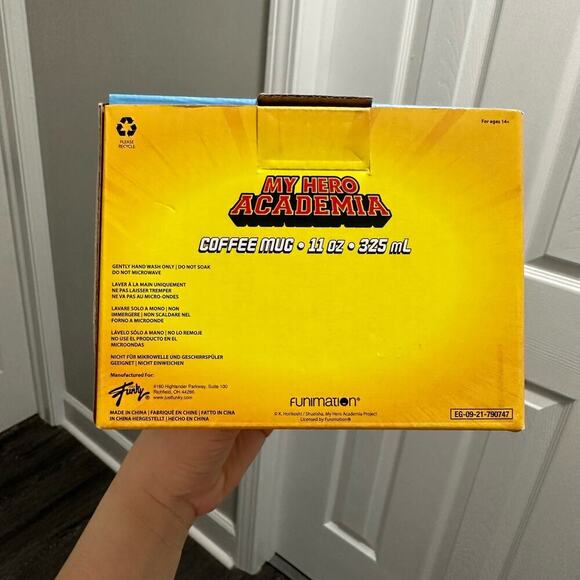 PLEASE
RECYCLE
For ages 14+
MY HERO
ACADEMIA
COFFEE MUG • 11 OZ • 325 mL
GENTLY HAND WASH ONLY | DO NOT SOAK
DO NOT MICROWAVE
LAVER À LA MAIN UNIQUEMENT
NE PAS LAISSER TREMPER
NE VA PAS AU MICRO-ONDES
LAVARE SOLO A MANO | NON
IMMERGERE | NON SCALDARE NEL
FORNO A MICROONDE
LÁVELO SÓLO A MANO | NO LO REMOJE
NO USE EL PRODUCTO EN EL
MICROONDAS
NICHT FÜR MIKROWELLE UND GESCHIRRSPÜLER
GEEIGNET | NICHT EINWEICHEN
Manufactured For:
Just Funky®
4180 Highlander Parkway, Suite 100
Richfield, OH 44286
www.justfunky.com
MADE IN CHINA | FABRIQUÉ EN CHINE | FATTO IN CINA
IN CHINA HERGESTELLT | HECHO EN CHINA
FUNIMATION®
© K. Horikoshi / Shueisha, My Hero Academia Project
Licensed by Funimation®
EG-09-21-790747